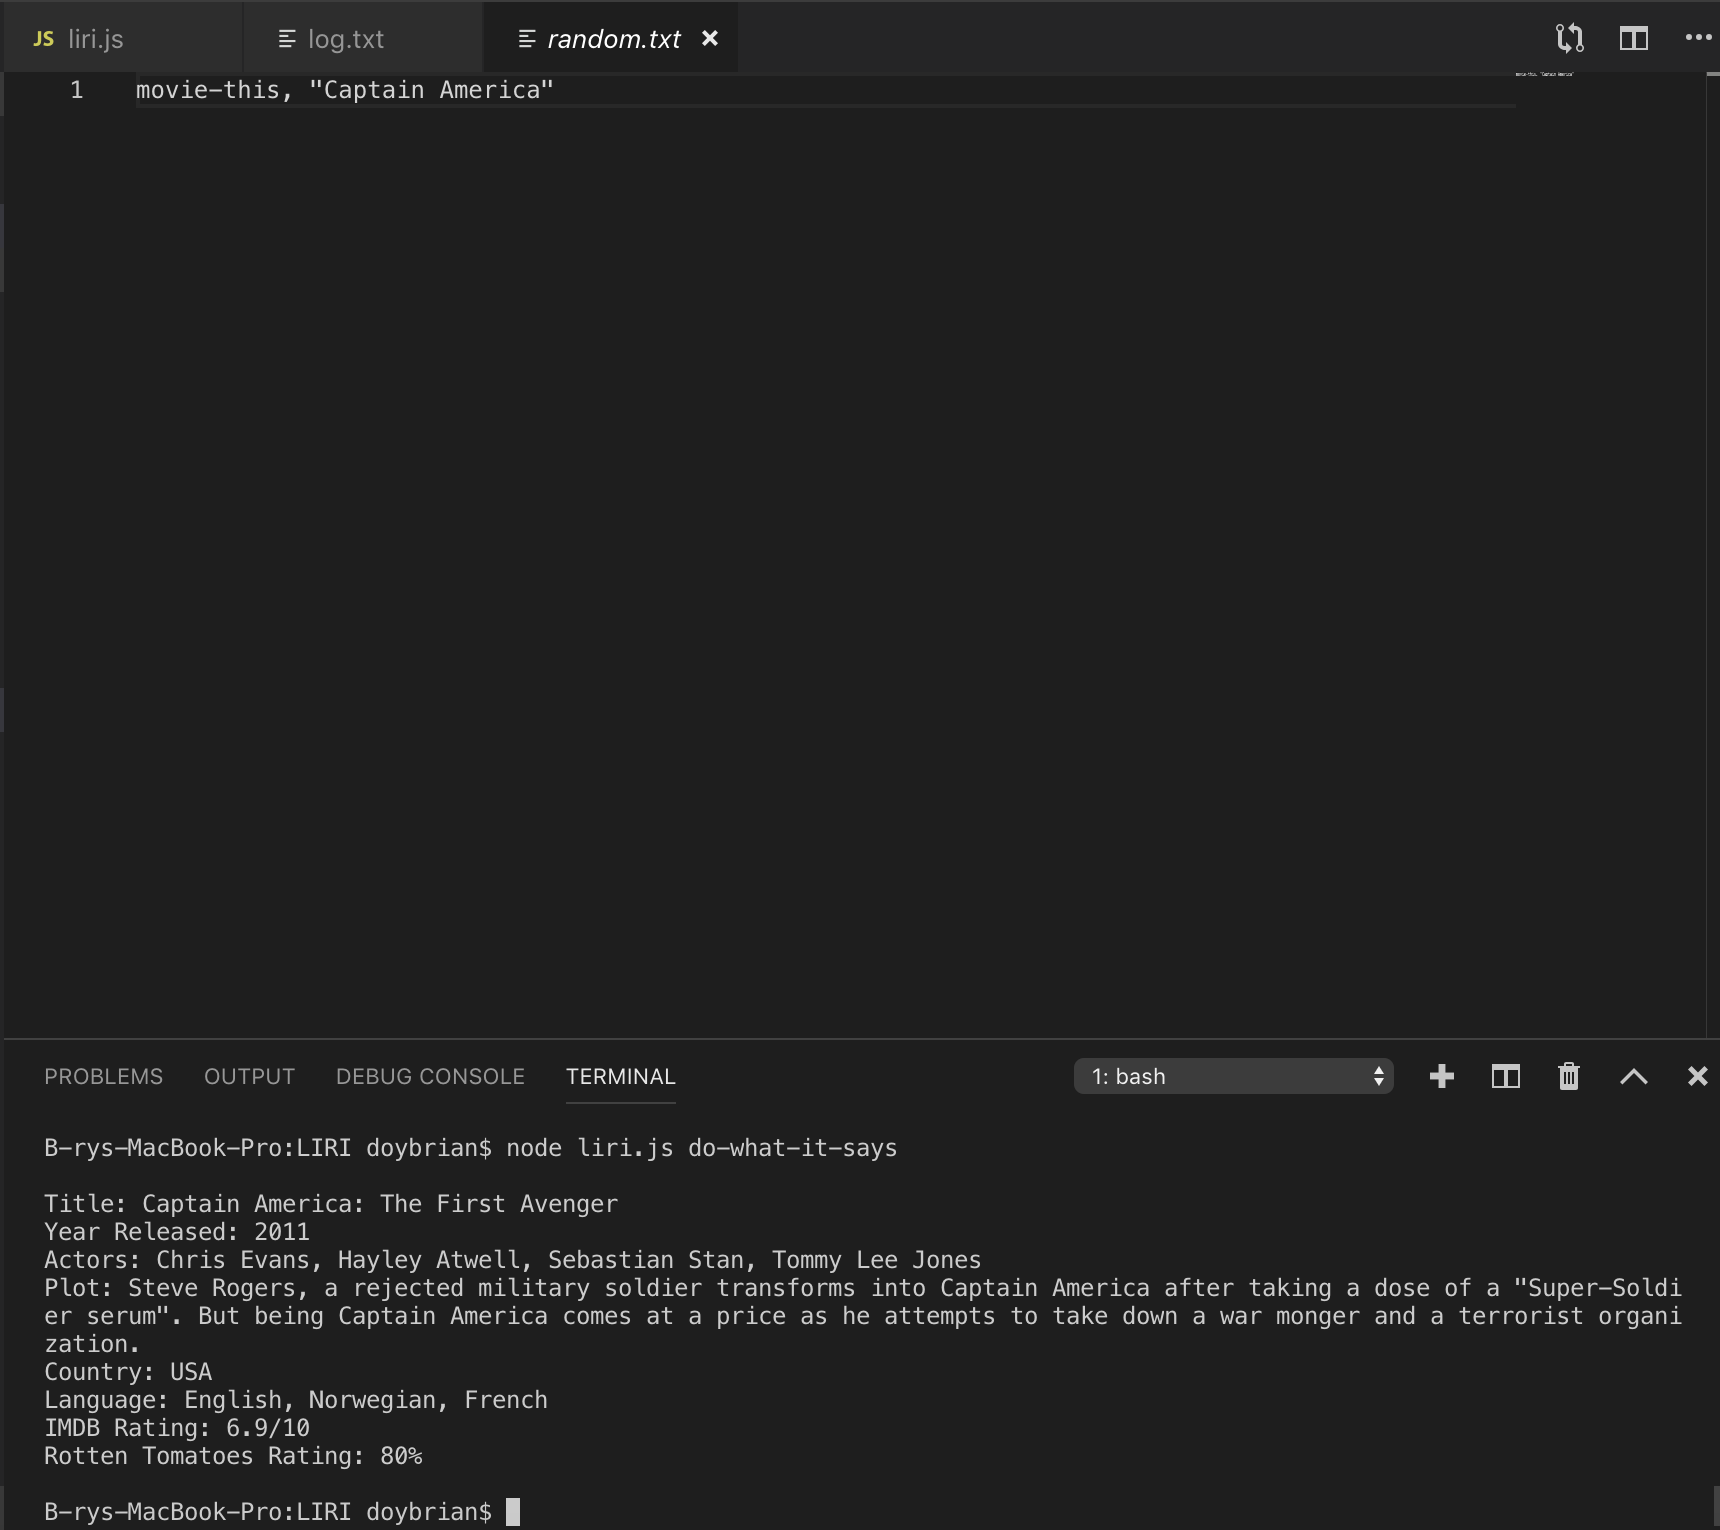 JS liri.js log.txt random.txt
1 movie-this, "Captain America"
PROBLEMS OUTPUT DEBUG CONSOLE TERMINAL 1: bash
B-rys-MacBook-Pro:LIRI doybrian$ node liri.js do-what-it-says
Title: Captain America: The First Avenger
Year Released: 2011
Actors: Chris Evans, Hayley Atwell, Sebastian Stan, Tommy Lee Jones
Plot: Steve Rogers, a rejected military soldier transforms into Captain America after taking a dose of a "Super-Soldi
er serum". But being Captain America comes at a price as he attempts to take down a war monger and a terrorist organi
zation.
Country: USA
Language: English, Norwegian, French
IMDB Rating: 6.9/10
Rotten Tomatoes Rating: 80%
B-rys-MacBook-Pro:LIRI doybrian$